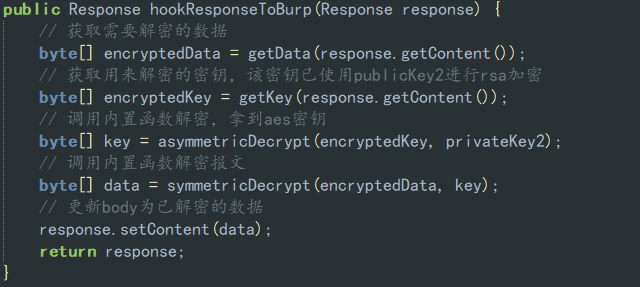 public Response hookResponseToBurp(Response response) {
// 获取需要解密的数据
byte[] encryptedData = getData(response.getContent());
// 获取用来解密的密钥，该密钥已使用publicKey2进行rsa加密
byte[] encryptedKey = getKey(response.getContent());
// 调用内置函数解密，拿到aes密钥
byte[] key = asymmetricDecrypt(encryptedKey, privateKey2);
// 调用内置函数解密报文
byte[] data = symmetricDecrypt(encryptedData, key);
// 更新body为已解密的数据
response.setContent(data);
return response;
}